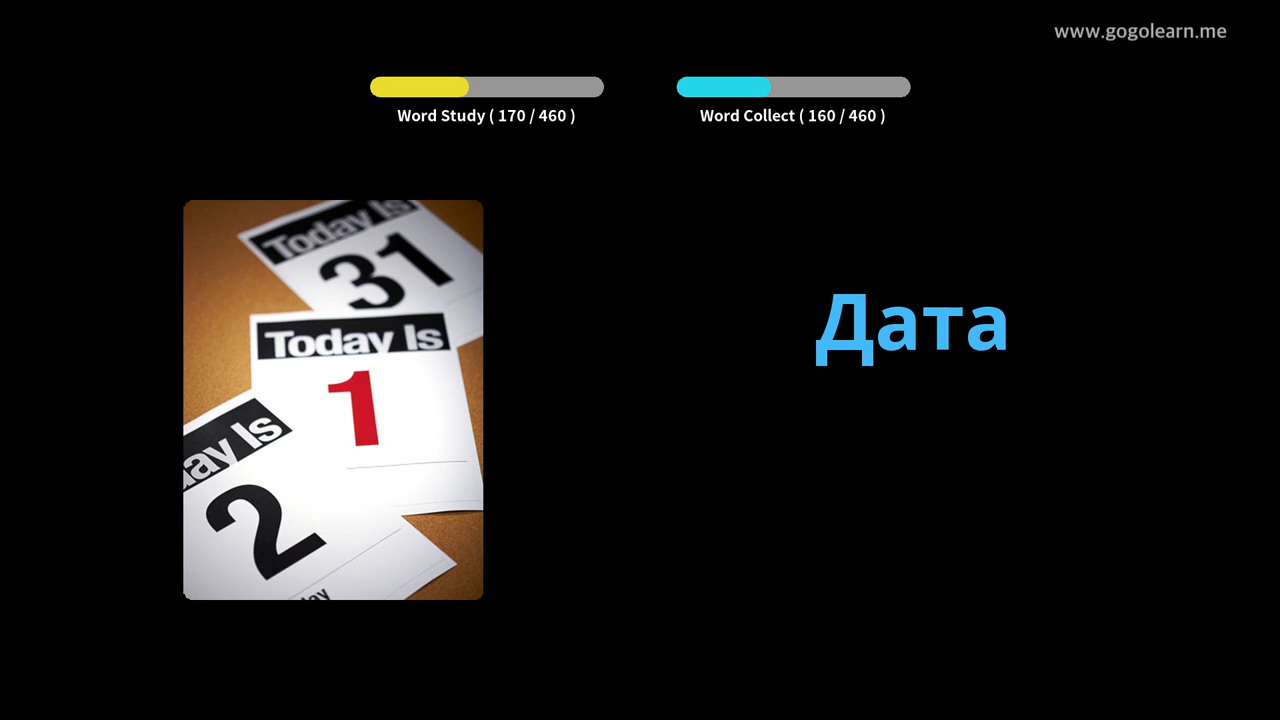 www.gogolearn.me
Word Study ( 170 / 460 )
Word Collect ( 160 / 460 )
Today Is
31
Today Is
1
Дата
day Is
2